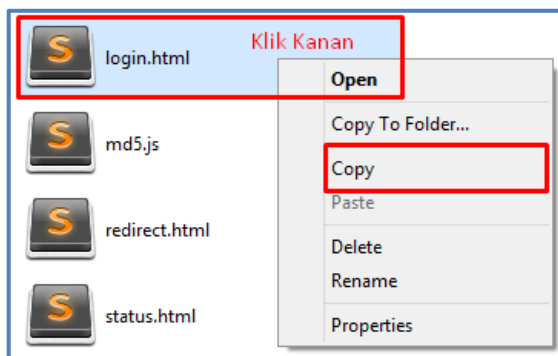 login.html
Klik Kanan
Open
Copy To Folder...
md5.js
Copy
Paste
redirect.html
Delete
Rename
status.html
Properties